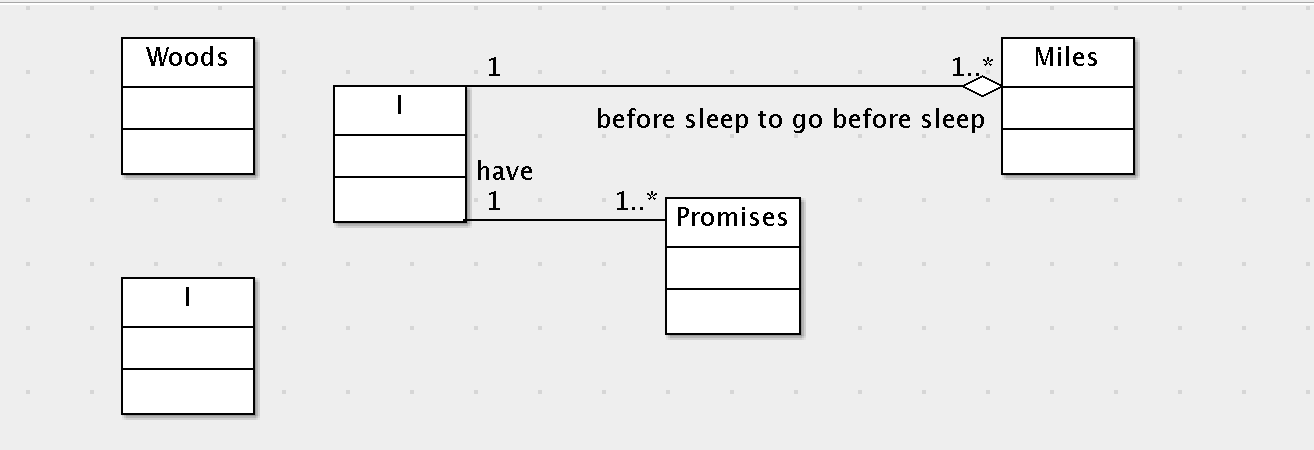 Woods
1
1..*
Miles
I
before sleep to go before sleep
have
1
1..*
Promises
I